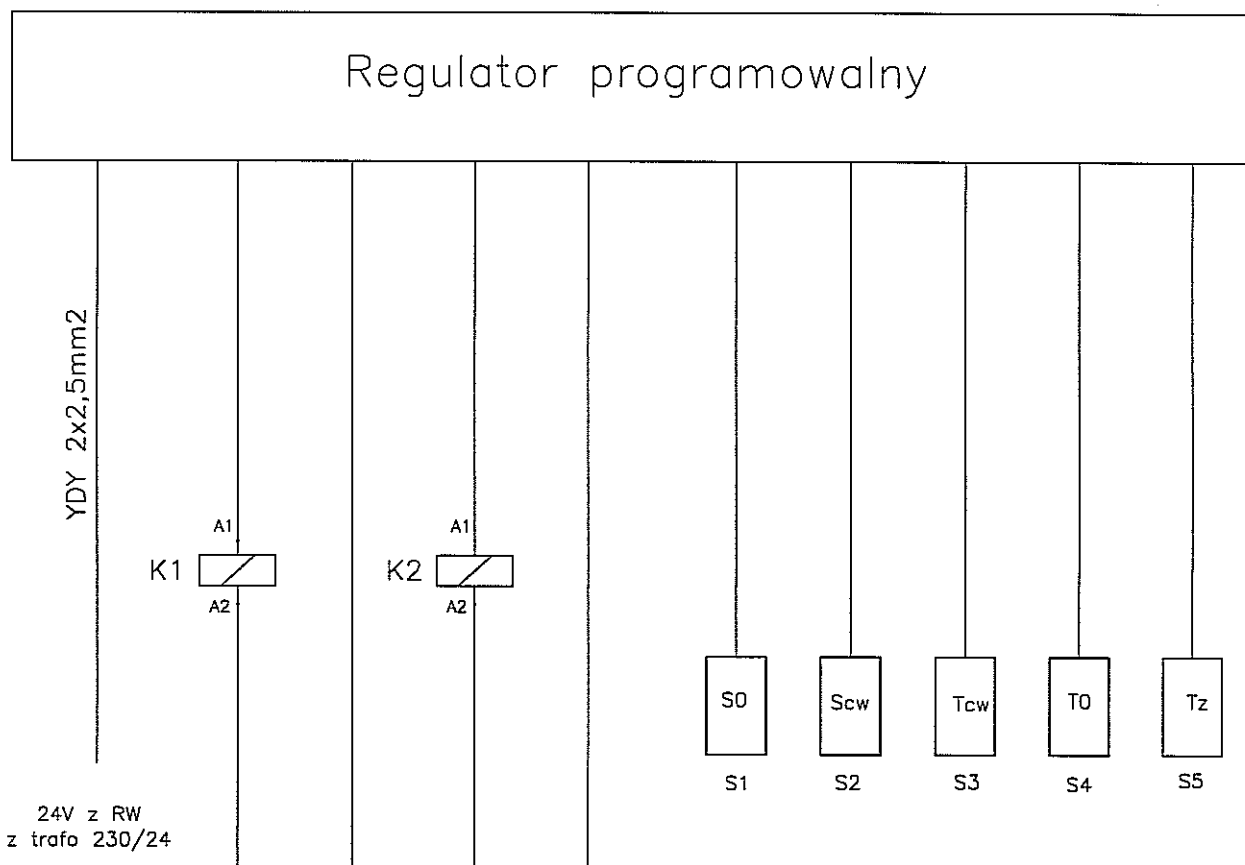 Regulator programowalny
YDY 2x2,5mm2
A1
K1
A2
A1
K2
A2
S0
Scw
Tcw
T0
Tz
S1
S2
S3
S4
S5
24V z RW
z trafo 230/24